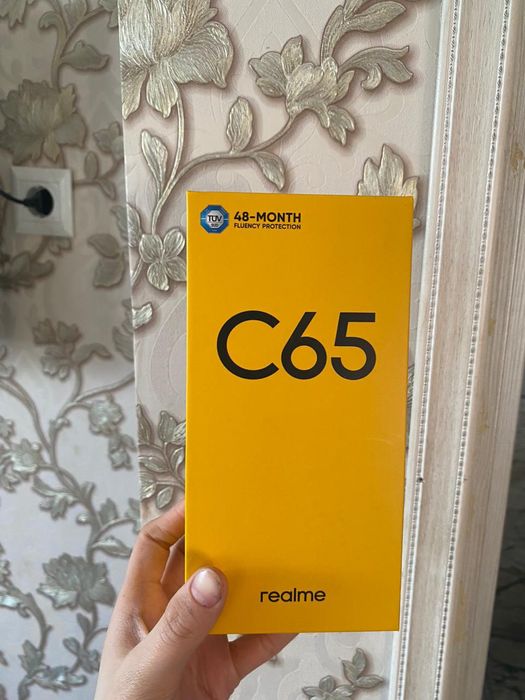 TÜV
48-MONTH
FLUENCY PROTECTION
C65
realme